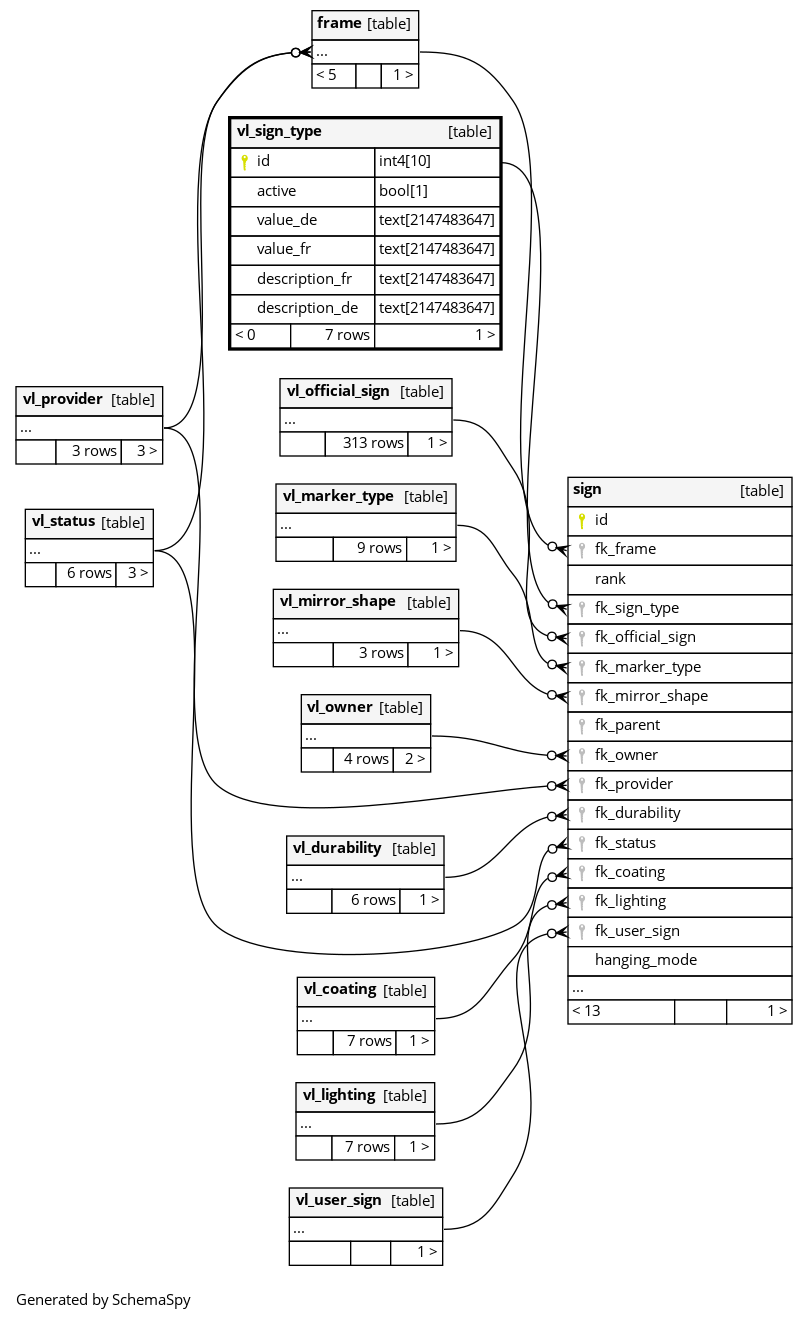 frame [table]
...
< 5 1 >
vl_sign_type [table]
id int4[10]
active bool[1]
value_de text[2147483647]
value_fr text[2147483647]
description_fr text[2147483647]
description_de text[2147483647]
< 0 7 rows 1 >
vl_provider [table]
...
3 rows 3 >
vl_status [table]
...
6 rows 3 >
vl_official_sign [table]
...
313 rows 1 >
vl_marker_type [table]
...
9 rows 1 >
vl_mirror_shape [table]
...
3 rows 1 >
vl_owner [table]
...
4 rows 2 >
vl_durability [table]
...
6 rows 1 >
vl_coating [table]
...
7 rows 1 >
vl_lighting [table]
...
7 rows 1 >
vl_user_sign [table]
...
1 >
sign [table]
id
fk_frame
rank
fk_sign_type
fk_official_sign
fk_marker_type
fk_mirror_shape
fk_parent
fk_owner
fk_provider
fk_durability
fk_status
fk_coating
fk_lighting
fk_user_sign
hanging_mode
...
< 13 1 >
Generated by SchemaSpy